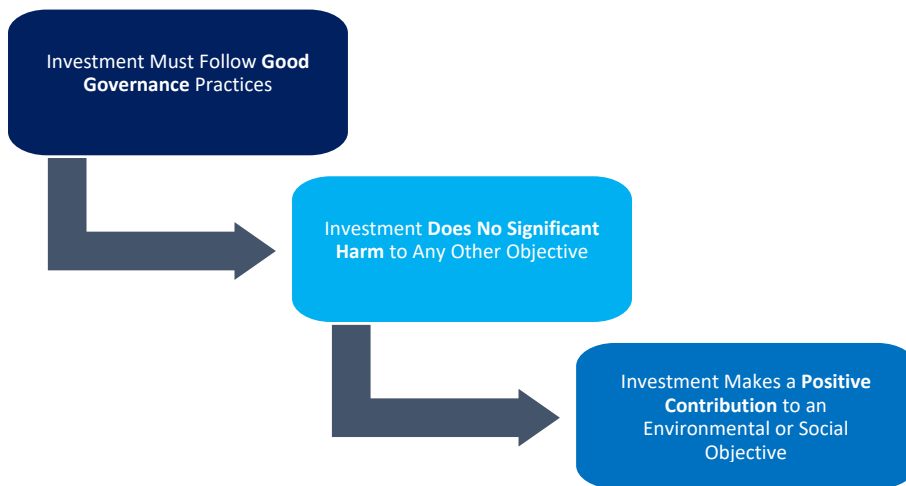 Investment Must Follow Good
Governance Practices
Investment Does No Significant
Harm to Any Other Objective
Investment Makes a Positive
Contribution to an
Environmental or Social
Objective